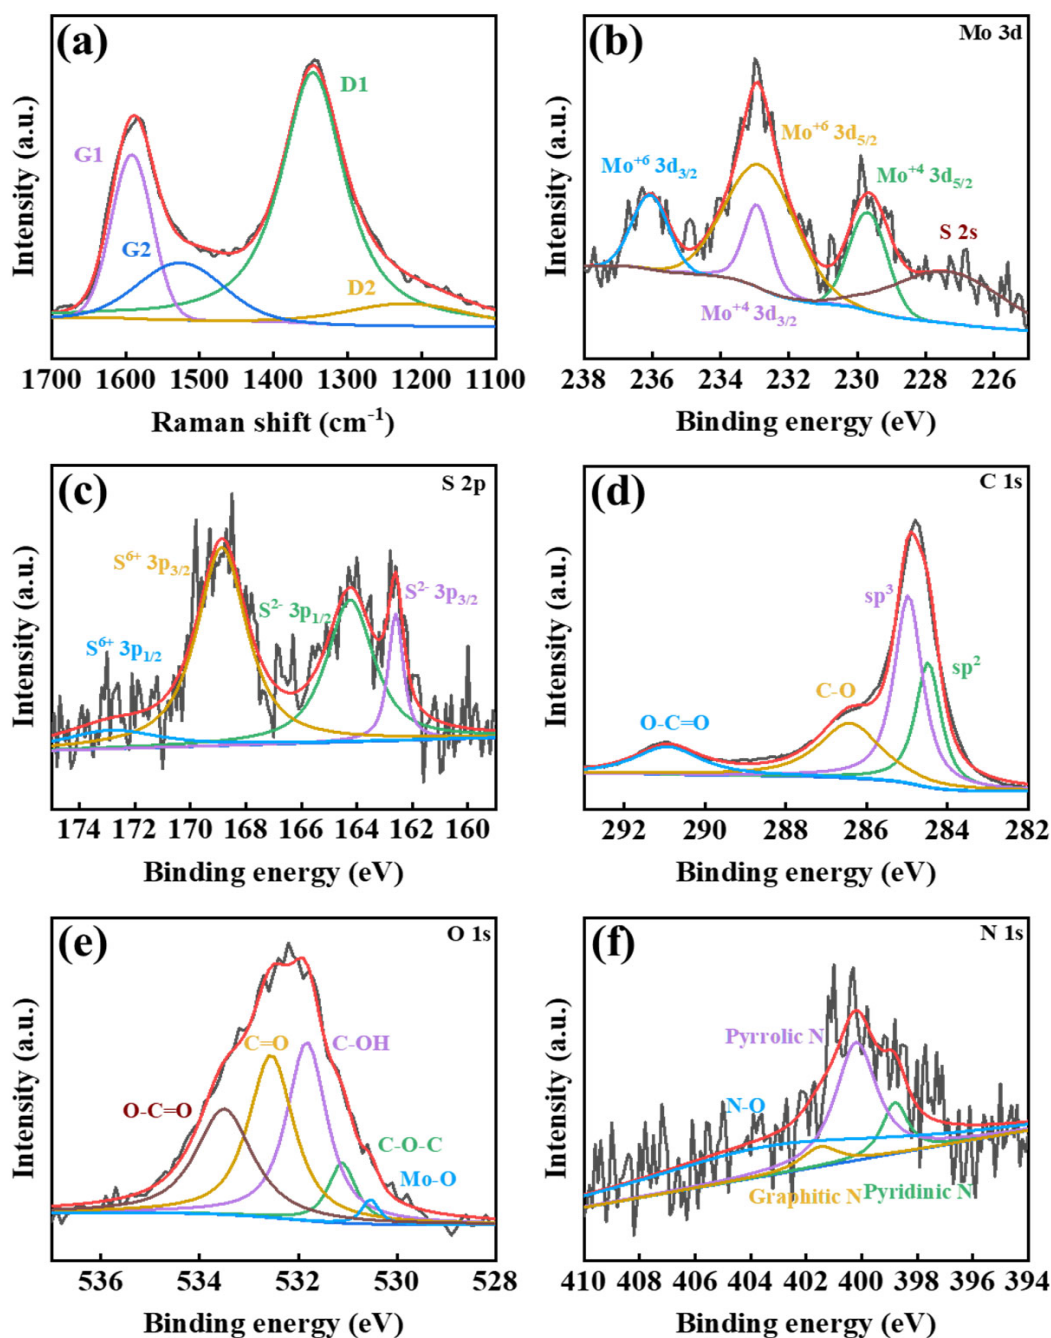 (a)
G1
G2
D1
D2
Intensity (a.u.)
1700 1600 1500 1400 1300 1200 1100
Raman shift (cm⁻¹)
(b)
Mo 3d
Mo⁺⁶ 3d₃/₂
Mo⁺⁶ 3d₅/₂
Mo⁺⁴ 3d₅/₂
S 2s
Mo⁺⁴ 3d₃/₂
Intensity (a.u.)
238 236 234 232 230 228 226
Binding energy (eV)
(c)
S 2p
S⁶⁺ 3p₃/₂
S²⁻ 3p₁/₂
S²⁻ 3p₃/₂
S⁶⁺ 3p₁/₂
Intensity (a.u.)
174 172 170 168 166 164 162 160
Binding energy (eV)
(d)
C 1s
sp³
sp²
C-O
O-C=O
Intensity (a.u.)
292 290 288 286 284 282
Binding energy (eV)
(e)
O 1s
C=O
C-OH
O-C=O
C-O-C
Mo-O
Intensity (a.u.)
536 534 532 530 528
Binding energy (eV)
(f)
N 1s
Pyrrolic N
N-O
Graphitic N
Pyridinic N
Intensity (a.u.)
410 408 406 404 402 400 398 396 394
Binding energy (eV)